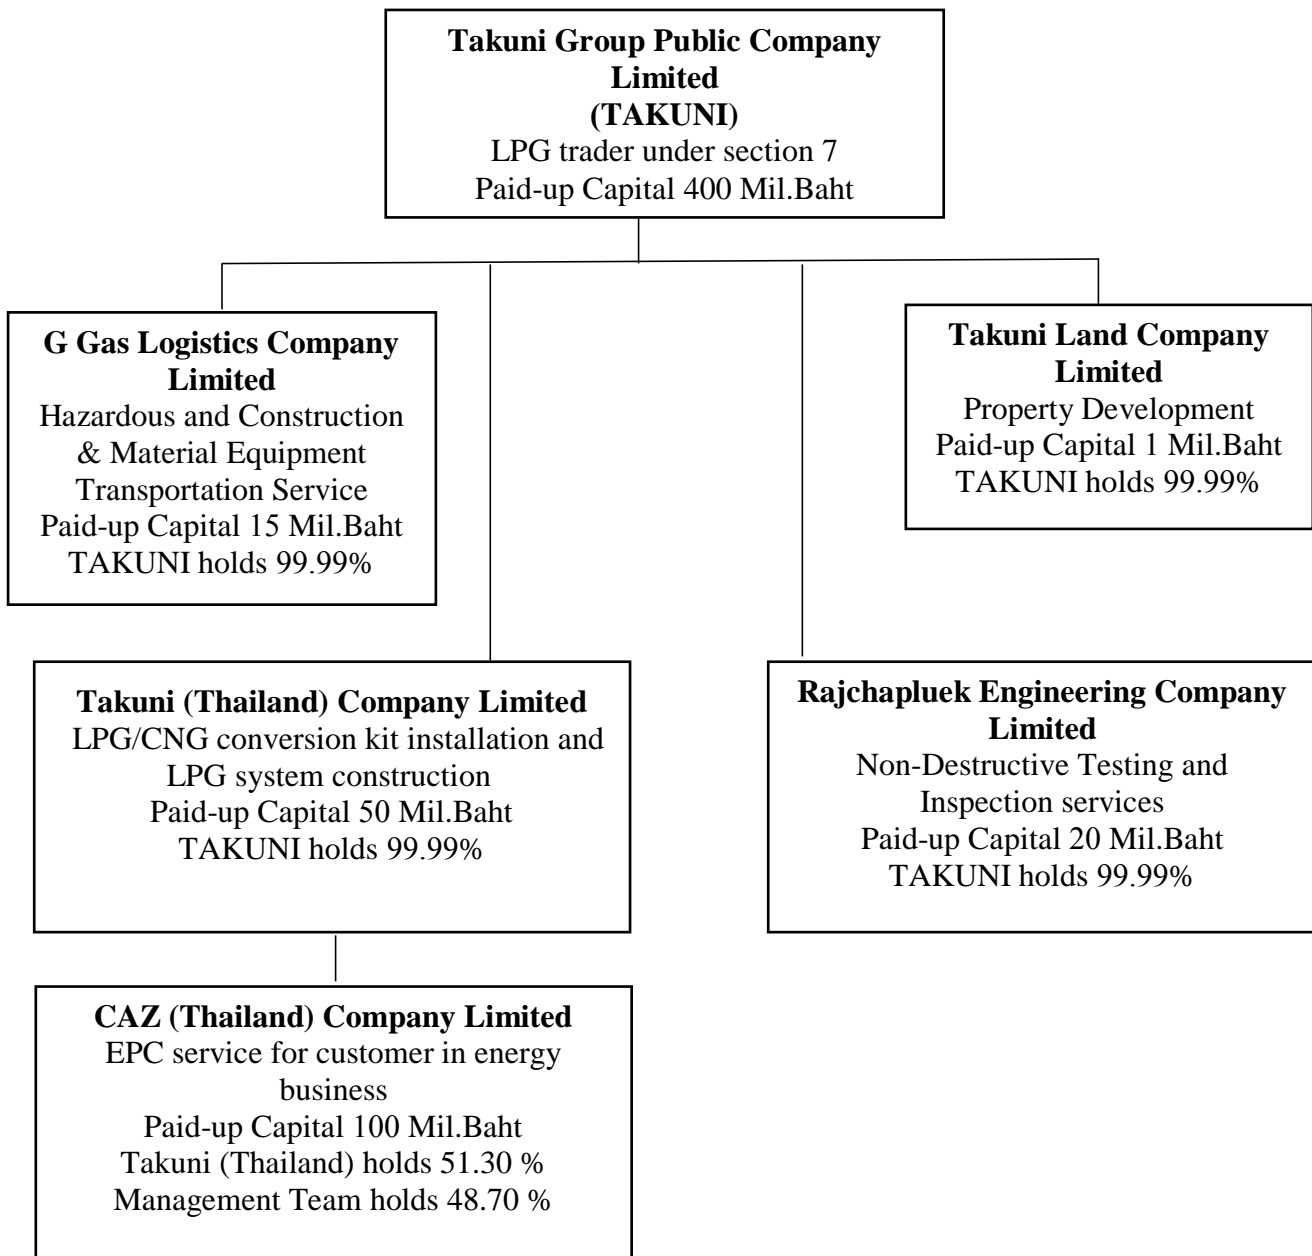 Takuni Group Public Company
Limited
(TAKUNI)
LPG trader under section 7
Paid-up Capital 400 Mil.Baht
G Gas Logistics Company
Limited
Hazardous and Construction
& Material Equipment
Transportation Service
Paid-up Capital 15 Mil.Baht
TAKUNI holds 99.99%
Takuni Land Company
Limited
Property Development
Paid-up Capital 1 Mil.Baht
TAKUNI holds 99.99%
Takuni (Thailand) Company Limited
LPG/CNG conversion kit installation and
LPG system construction
Paid-up Capital 50 Mil.Baht
TAKUNI holds 99.99%
Rajchapluek Engineering Company
Limited
Non-Destructive Testing and
Inspection services
Paid-up Capital 20 Mil.Baht
TAKUNI holds 99.99%
CAZ (Thailand) Company Limited
EPC service for customer in energy
business
Paid-up Capital 100 Mil.Baht
Takuni (Thailand) holds 51.30 %
Management Team holds 48.70 %